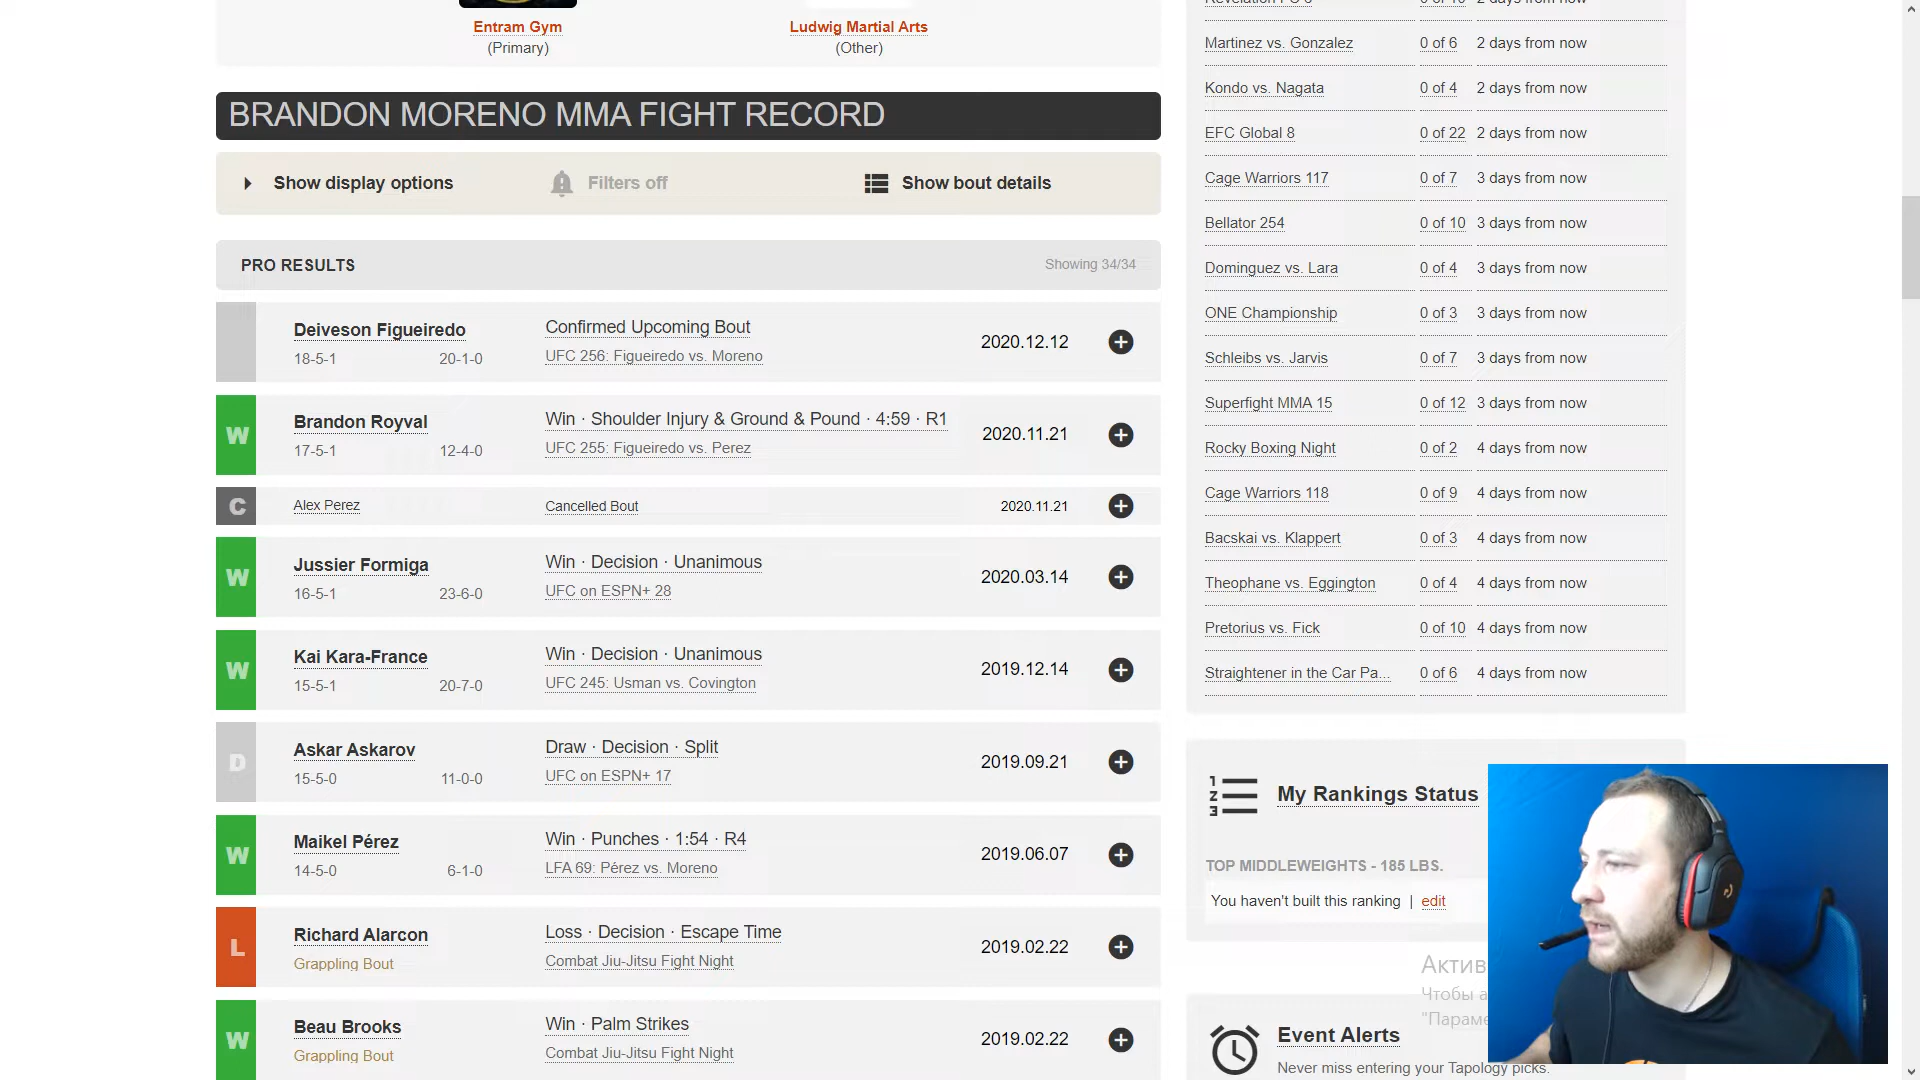 Entram Gym
(Primary)
Ludwig Martial Arts
(Other)
BRANDON MORENO MMA FIGHT RECORD
Show display options
Filters off
Show bout details
PRO RESULTS
Showing 34/34
Deiveson Figueiredo
18-5-1 20-1-0
Confirmed Upcoming Bout
UFC 256: Figueiredo vs. Moreno
2020.12.12
W
Brandon Royval
17-5-1 12-4-0
Win · Shoulder Injury & Ground & Pound · 4:59 · R1
UFC 255: Figueiredo vs. Perez
2020.11.21
C
Alex Perez
Cancelled Bout
2020.11.21
W
Jussier Formiga
16-5-1 23-6-0
Win · Decision · Unanimous
UFC on ESPN+ 28
2020.03.14
W
Kai Kara-France
15-5-1 20-7-0
Win · Decision · Unanimous
UFC 245: Usman vs. Covington
2019.12.14
D
Askar Askarov
15-5-0 11-0-0
Draw · Decision · Split
UFC on ESPN+ 17
2019.09.21
W
Maikel Pérez
14-5-0 6-1-0
Win · Punches · 1:54 · R4
LFA 69: Pérez vs. Moreno
2019.06.07
L
Richard Alarcon
Grappling Bout
Loss · Decision · Escape Time
Combat Jiu-Jitsu Fight Night
2019.02.22
W
Beau Brooks
Grappling Bout
Win · Palm Strikes
Combat Jiu-Jitsu Fight Night
2019.02.22
2 days from now
Martinez vs. Gonzalez 0 of 6 2 days from now
Kondo vs. Nagata 0 of 4 2 days from now
EFC Global 8 0 of 22 2 days from now
Cage Warriors 117 0 of 7 3 days from now
Bellator 254 0 of 10 3 days from now
Dominguez vs. Lara 0 of 4 3 days from now
ONE Championship 0 of 3 3 days from now
Schleibs vs. Jarvis 0 of 7 3 days from now
Superfight MMA 15 0 of 12 3 days from now
Rocky Boxing Night 0 of 2 4 days from now
Cage Warriors 118 0 of 9 4 days from now
Bacskai vs. Klappert 0 of 3 4 days from now
Theophane vs. Eggington 0 of 4 4 days from now
Pretorius vs. Fick 0 of 10 4 days from now
Straightener in the Car Pa... 0 of 6 4 days from now
My Rankings Status
TOP MIDDLEWEIGHTS - 185 LBS.
You haven't built this ranking | edit
Актив
Чтобы а
"Параме
Event Alerts
Never miss entering your Tapology picks.